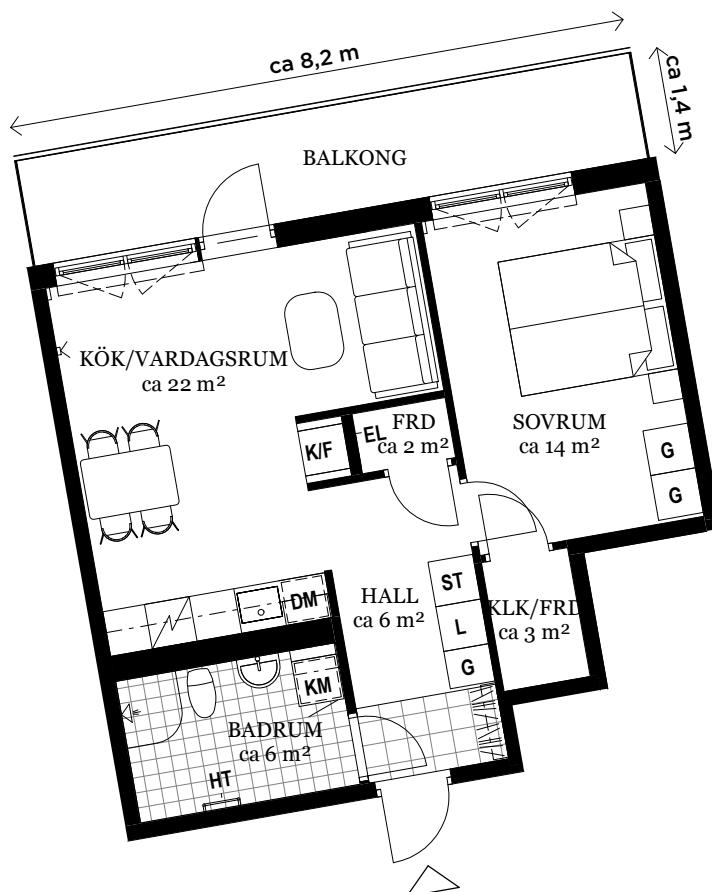 ca 8,2 m
ca 1,4 m
BALKONG
KÖK/VARDAGSRUM
ca 22 m²
K/F
EL
FRD
ca 2 m²
SOVRUM
ca 14 m²
G
G
DM
HALL
ca 6 m²
ST
L
G
KLK/FRD
ca 3 m²
KM
BADRUM
ca 6 m²
HT